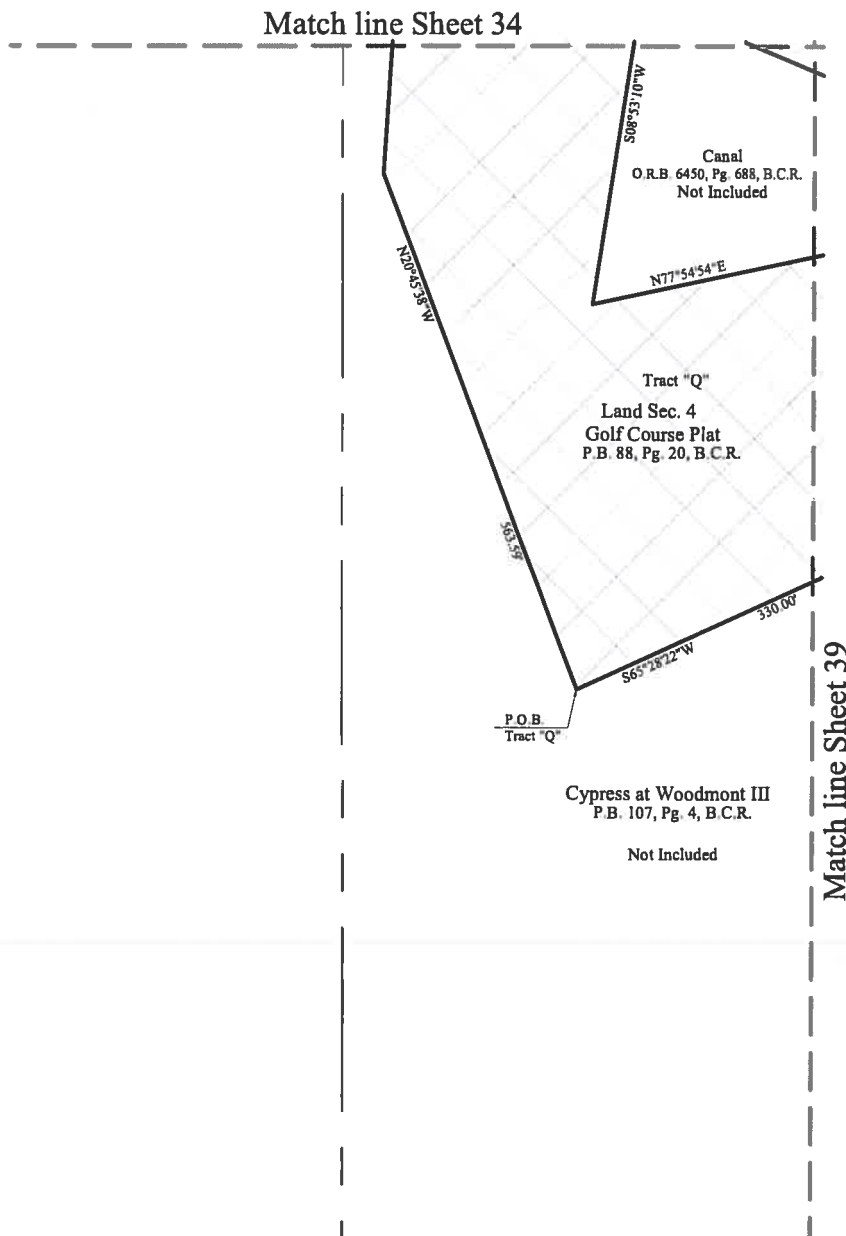 Match line Sheet 34
S08°53'10"W
Canal
O.R.B. 6450, Pg. 688, B.C.R.
Not Included
N77°54'54"E
N20°45'38"W
Tract "Q"
Land Sec. 4
Golf Course Plat
P.B. 88, Pg. 20, B.C.R.
563.59'
330.00'
S65°28'22"W
P.O.B.
Tract "Q"
Match line Sheet 39
Cypress at Woodmont III
P.B. 107, Pg. 4, B.C.R.
Not Included